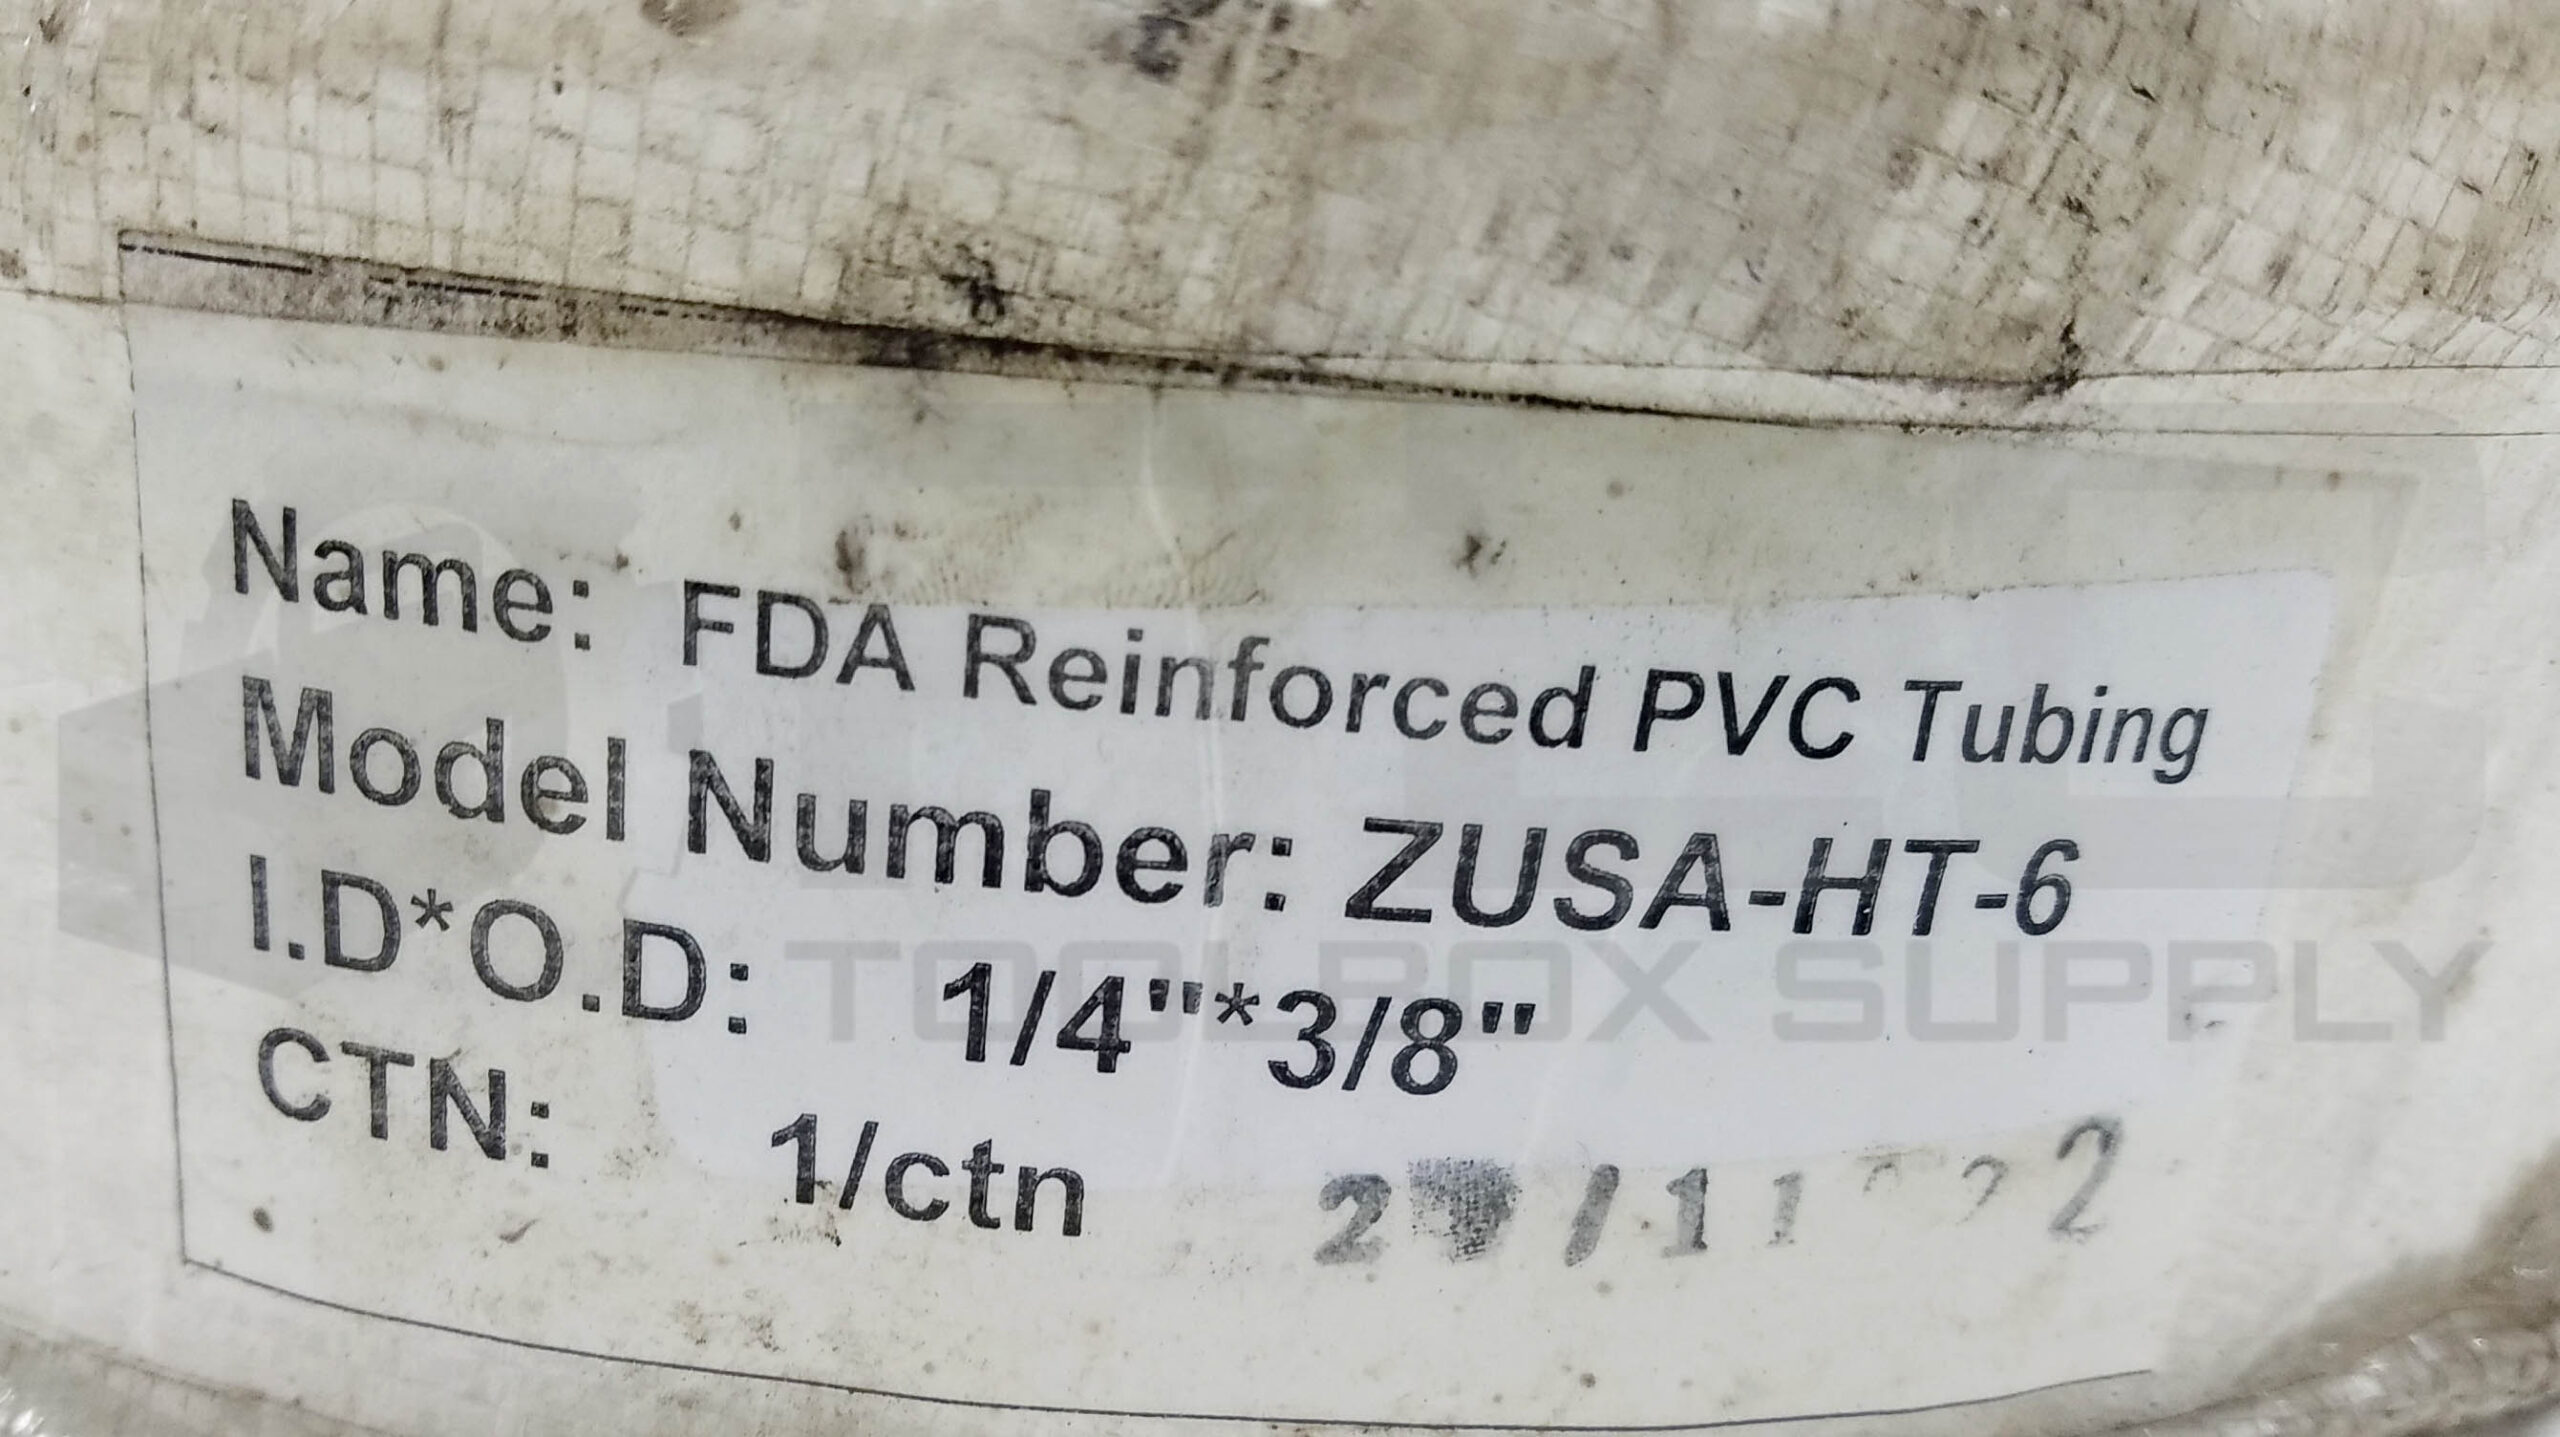 Name: FDA Reinforced PVC Tubing
Model Number: ZUSA-HT-6
I.D*O.D: 1/4"*3/8"
TOOLBOX SUPPLY
CTN: 1/ctn